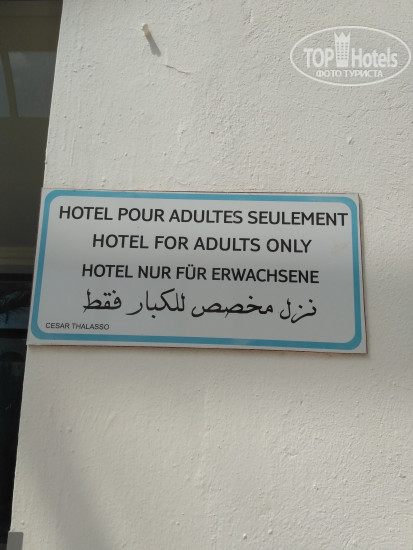 TOP Hotels
ФОТО ТУРИСТА
HOTEL POUR ADULTES SEULEMENT
HOTEL FOR ADULTS ONLY
HOTEL NUR FÜR ERWACHSENE
نزل مخصص للكبار فقط
CESAR THALASSO